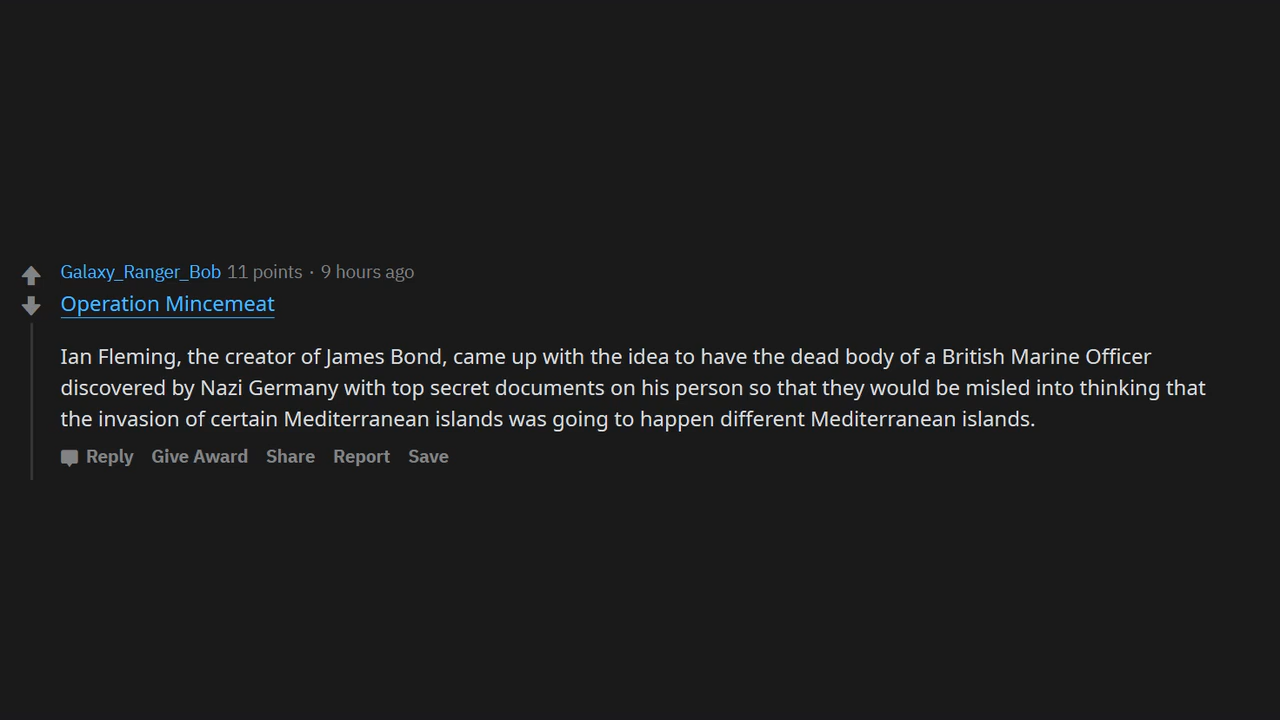 Galaxy_Ranger_Bob 11 points · 9 hours ago
Operation Mincemeat
Ian Fleming, the creator of James Bond, came up with the idea to have the dead body of a British Marine Officer
discovered by Nazi Germany with top secret documents on his person so that they would be misled into thinking that
the invasion of certain Mediterranean islands was going to happen different Mediterranean islands.
Reply Give Award Share Report Save